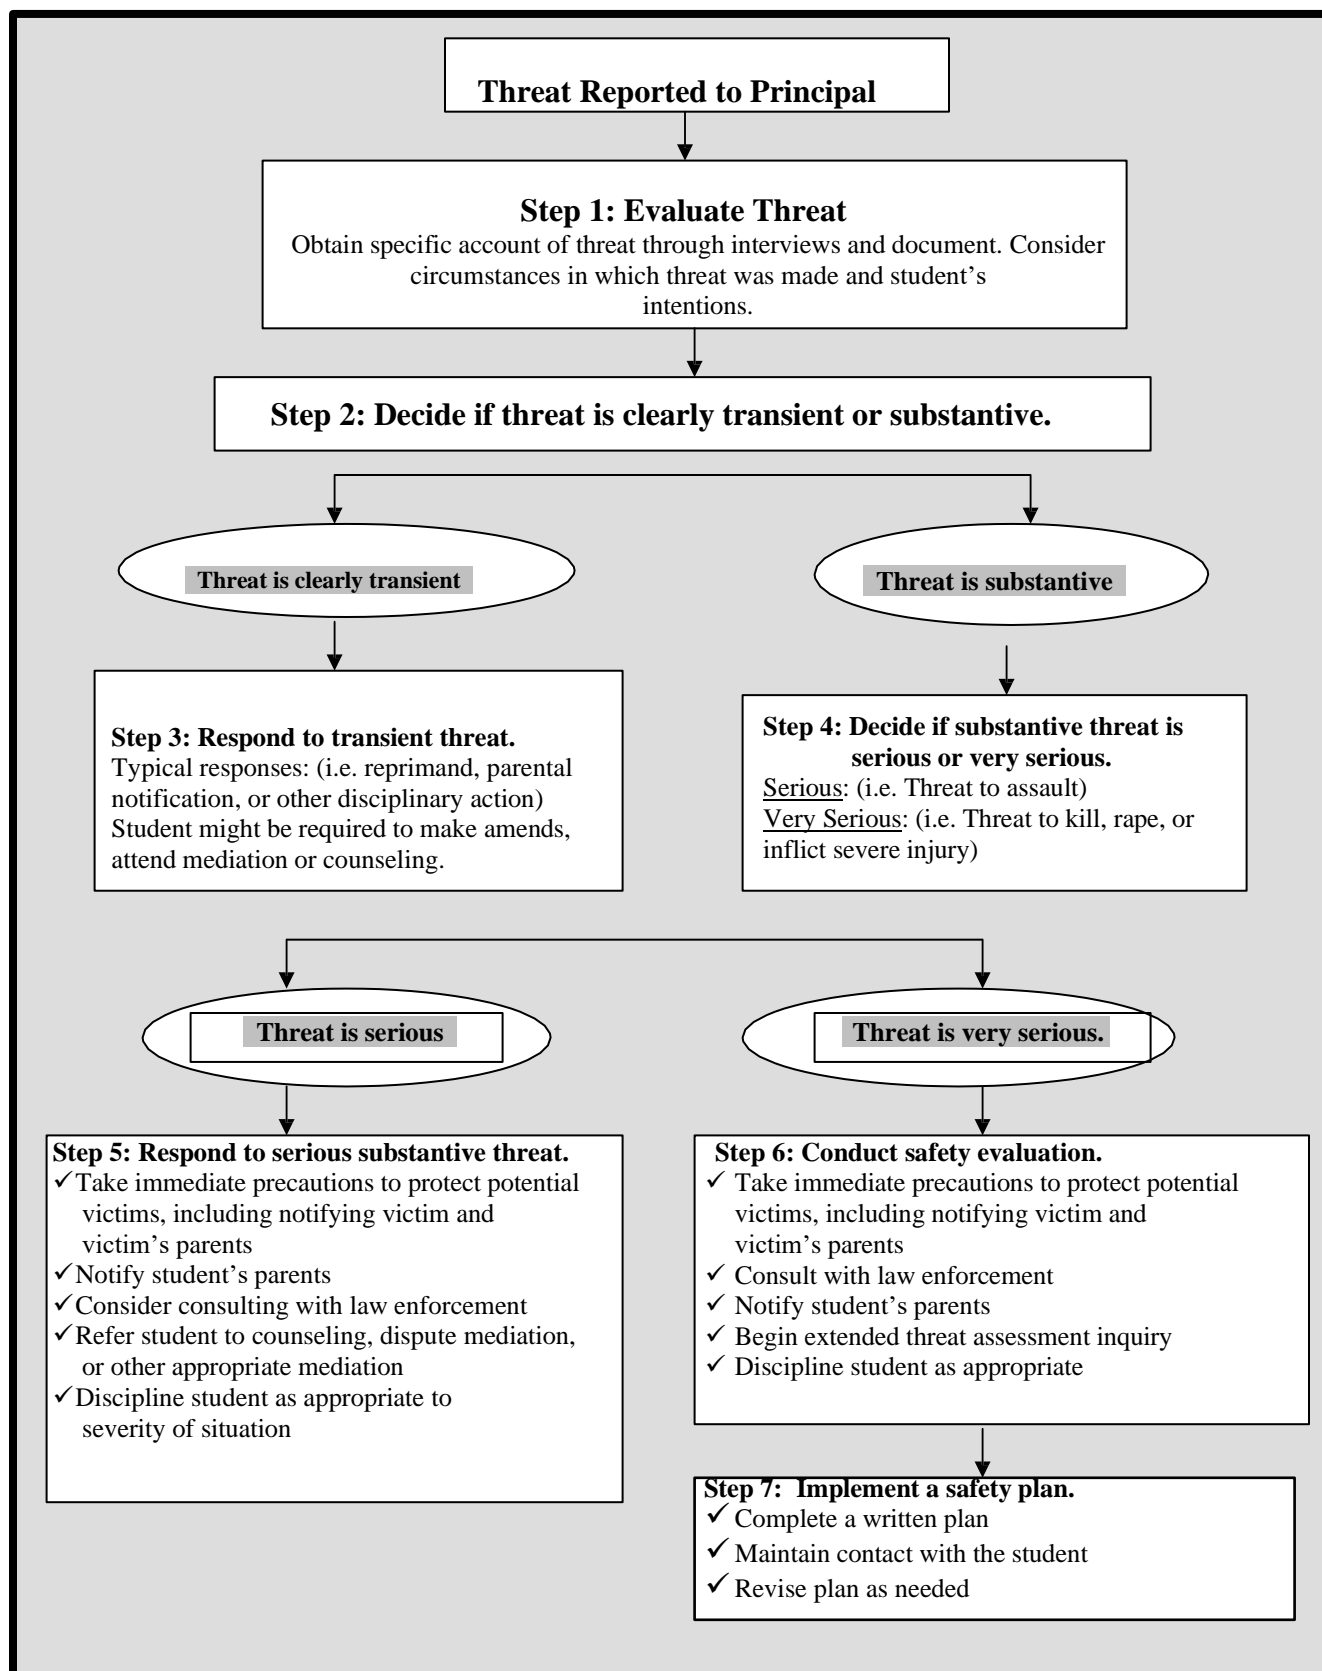 Threat Reported to Principal
Step 1: Evaluate Threat
Obtain specific account of threat through interviews and document. Consider
circumstances in which threat was made and student’s
intentions.
Step 2: Decide if threat is clearly transient or substantive.
Threat is clearly transient
Threat is substantive
Step 3: Respond to transient threat.
Typical responses: (i.e. reprimand, parental
notification, or other disciplinary action)
Student might be required to make amends,
attend mediation or counseling.
Step 4: Decide if substantive threat is
serious or very serious.
Serious: (i.e. Threat to assault)
Very Serious: (i.e. Threat to kill, rape, or
inflict severe injury)
Threat is serious
Threat is very serious.
Step 5: Respond to serious substantive threat.
✓Take immediate precautions to protect potential
victims, including notifying victim and
victim’s parents
✓Notify student’s parents
✓Consider consulting with law enforcement
✓Refer student to counseling, dispute mediation,
or other appropriate mediation
✓Discipline student as appropriate to
severity of situation
Step 6: Conduct safety evaluation.
✓ Take immediate precautions to protect potential
victims, including notifying victim and
victim’s parents
✓ Consult with law enforcement
✓ Notify student’s parents
✓ Begin extended threat assessment inquiry
✓ Discipline student as appropriate
Step 7: Implement a safety plan.
✓ Complete a written plan
✓ Maintain contact with the student
✓ Revise plan as needed